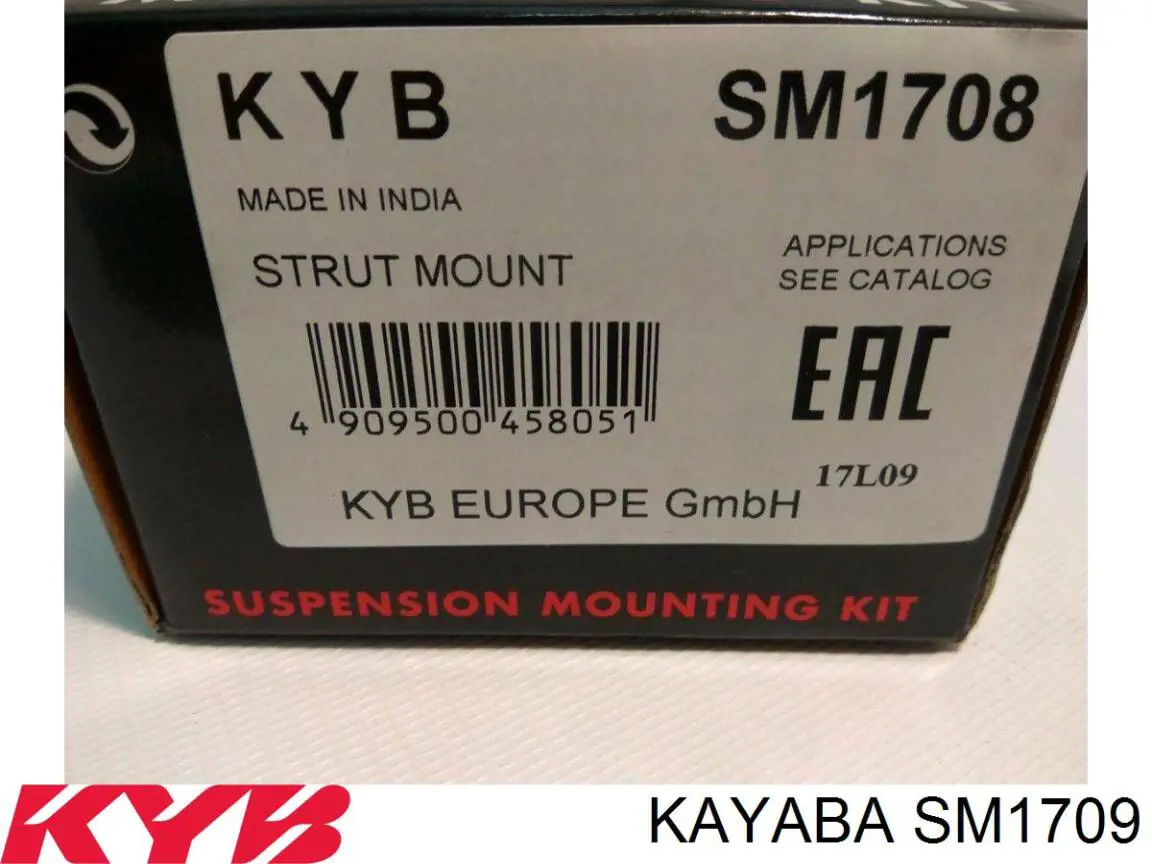 KYB
SM1708
MADE IN INDIA
STRUT MOUNT
APPLICATIONS
SEE CATALOG
EAC
4 909500 458051
17L09
KYB EUROPE GmbH
SUSPENSION MOUNTING KIT
KYB
KAYABA SM1709